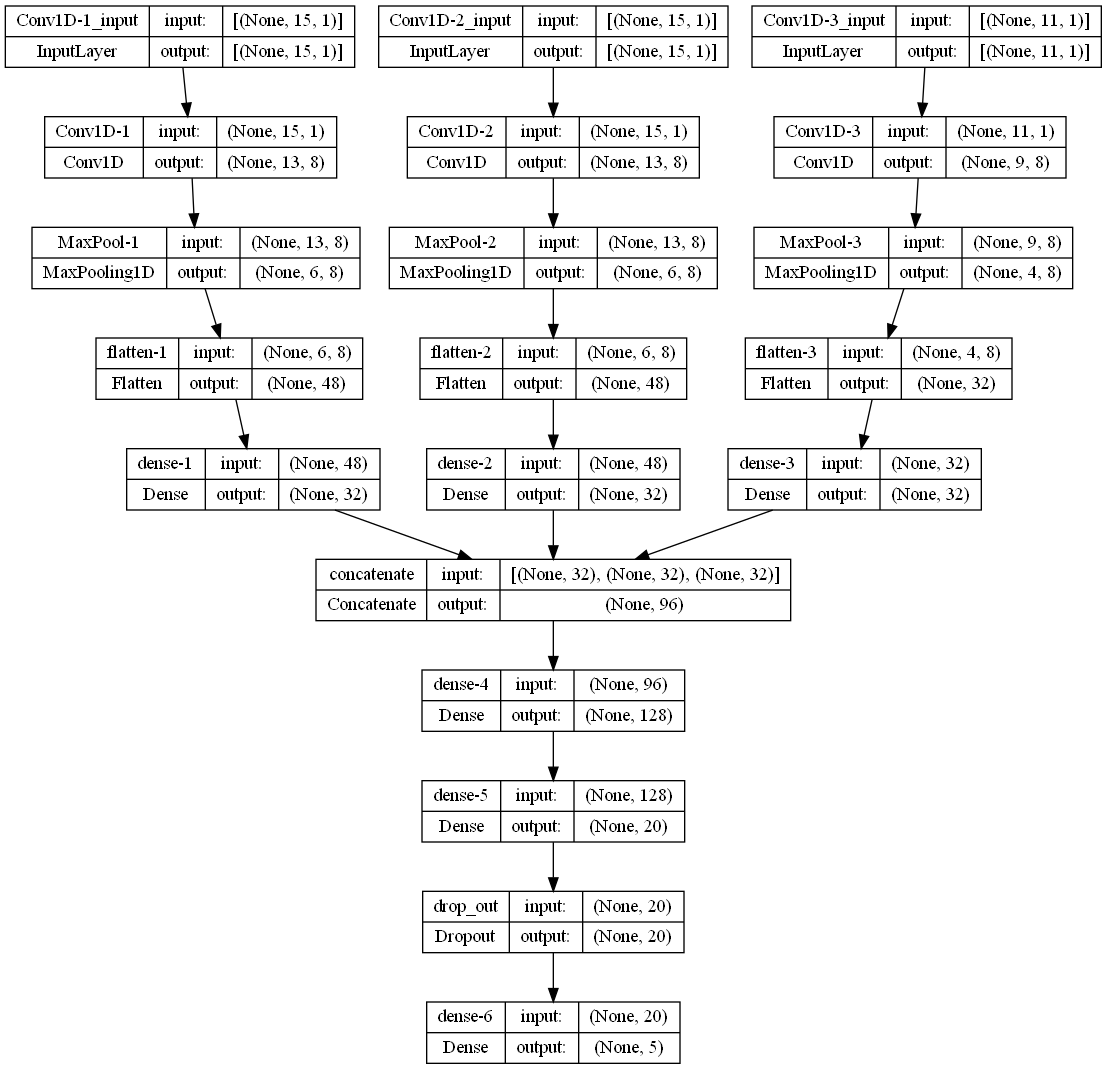 Conv1D-1_input input: [(None, 15, 1)]
InputLayer output: [(None, 15, 1)]
Conv1D-2_input input: [(None, 15, 1)]
InputLayer output: [(None, 15, 1)]
Conv1D-3_input input: [(None, 11, 1)]
InputLayer output: [(None, 11, 1)]
Conv1D-1 input: (None, 15, 1)
Conv1D output: (None, 13, 8)
Conv1D-2 input: (None, 15, 1)
Conv1D output: (None, 13, 8)
Conv1D-3 input: (None, 11, 1)
Conv1D output: (None, 9, 8)
MaxPool-1 input: (None, 13, 8)
MaxPooling1D output: (None, 6, 8)
MaxPool-2 input: (None, 13, 8)
MaxPooling1D output: (None, 6, 8)
MaxPool-3 input: (None, 9, 8)
MaxPooling1D output: (None, 4, 8)
flatten-1 input: (None, 6, 8)
Flatten output: (None, 48)
flatten-2 input: (None, 6, 8)
Flatten output: (None, 48)
flatten-3 input: (None, 4, 8)
Flatten output: (None, 32)
dense-1 input: (None, 48)
Dense output: (None, 32)
dense-2 input: (None, 48)
Dense output: (None, 32)
dense-3 input: (None, 32)
Dense output: (None, 32)
concatenate input: [(None, 32), (None, 32), (None, 32)]
Concatenate output: (None, 96)
dense-4 input: (None, 96)
Dense output: (None, 128)
dense-5 input: (None, 128)
Dense output: (None, 20)
drop_out input: (None, 20)
Dropout output: (None, 20)
dense-6 input: (None, 20)
Dense output: (None, 5)